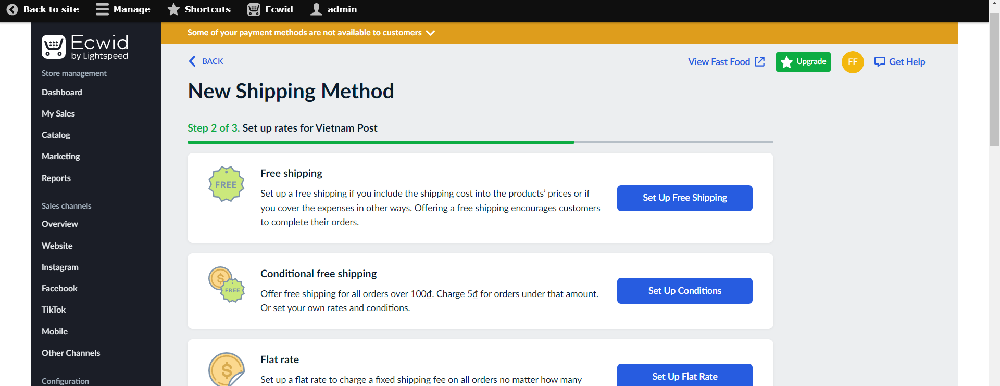 Back to site Manage Shortcuts Ecwid admin
Ecwid
by Lightspeed
Store management
Dashboard
My Sales
Catalog
Marketing
Reports
Sales channels
Overview
Website
Instagram
Facebook
TikTok
Mobile
Other Channels
Configuration
Some of your payment methods are not available to customers
BACK
View Fast Food Upgrade FF Get Help
New Shipping Method
Step 2 of 3. Set up rates for Vietnam Post
FREE
Free shipping
Set up a free shipping if you include the shipping cost into the products’ prices or if
you cover the expenses in other ways. Offering a free shipping encourages customers
to complete their orders.
Set Up Free Shipping
$
FREE
Conditional free shipping
Offer free shipping for all orders over 100₫. Charge 5₫ for orders under that amount.
Or set your own rates and conditions.
Set Up Conditions
$
Flat rate
Set up a flat rate to charge a fixed shipping fee on all orders no matter how many
Set Up Flat Rate